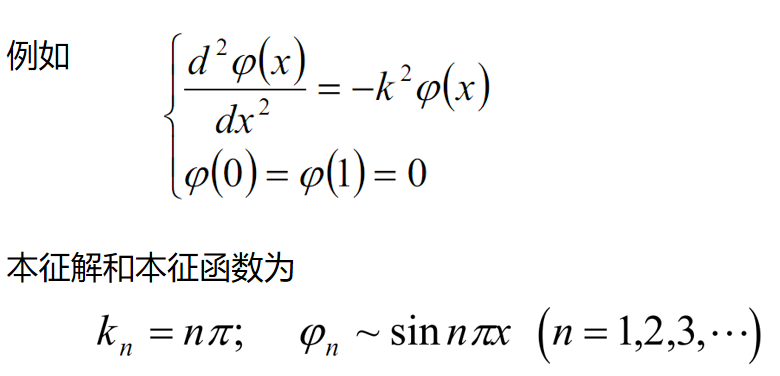 例如
d²φ(x)/dx² = -k²φ(x)
φ(0) = φ(1) = 0
本征解和本征函数为
kₙ = nπ; φₙ ~ sin nπx (n = 1,2,3,⋯)